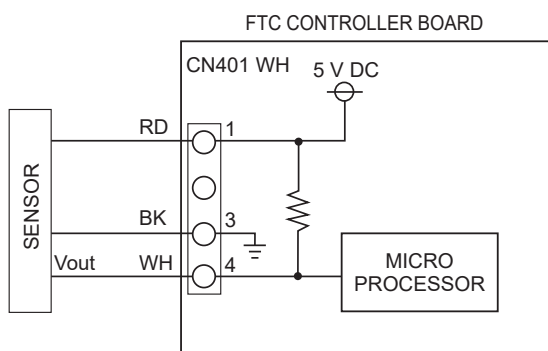 FTC CONTROLLER BOARD
CN401 WH
5 V DC
RD
1
SENSOR
BK
3
Vout
WH
4
MICRO
PROCESSOR